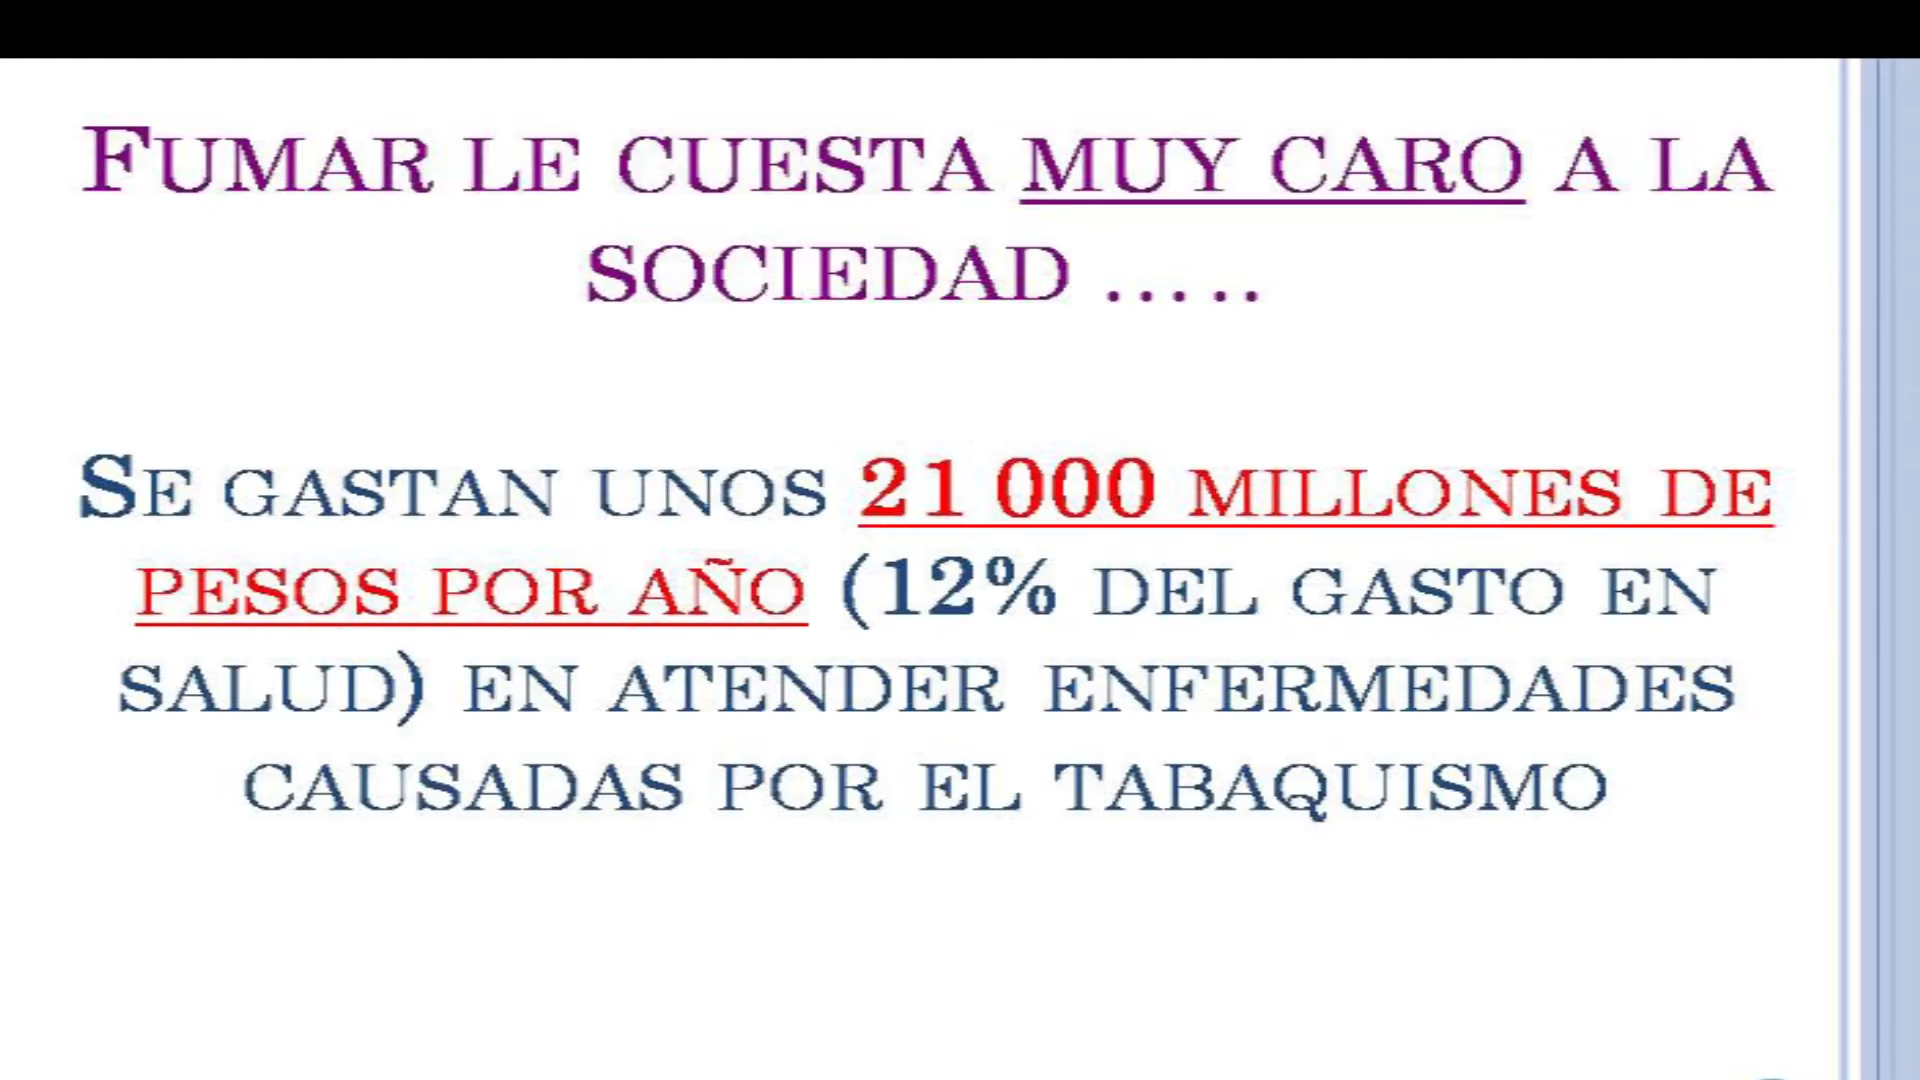 FUMAR LE CUESTA MUY CARO A LA
SOCIEDAD .....
SE GASTAN UNOS 21 000 MILLONES DE
PESOS POR AÑO (12% DEL GASTO EN
SALUD) EN ATENDER ENFERMEDADES
CAUSADAS POR EL TABAQUISMO